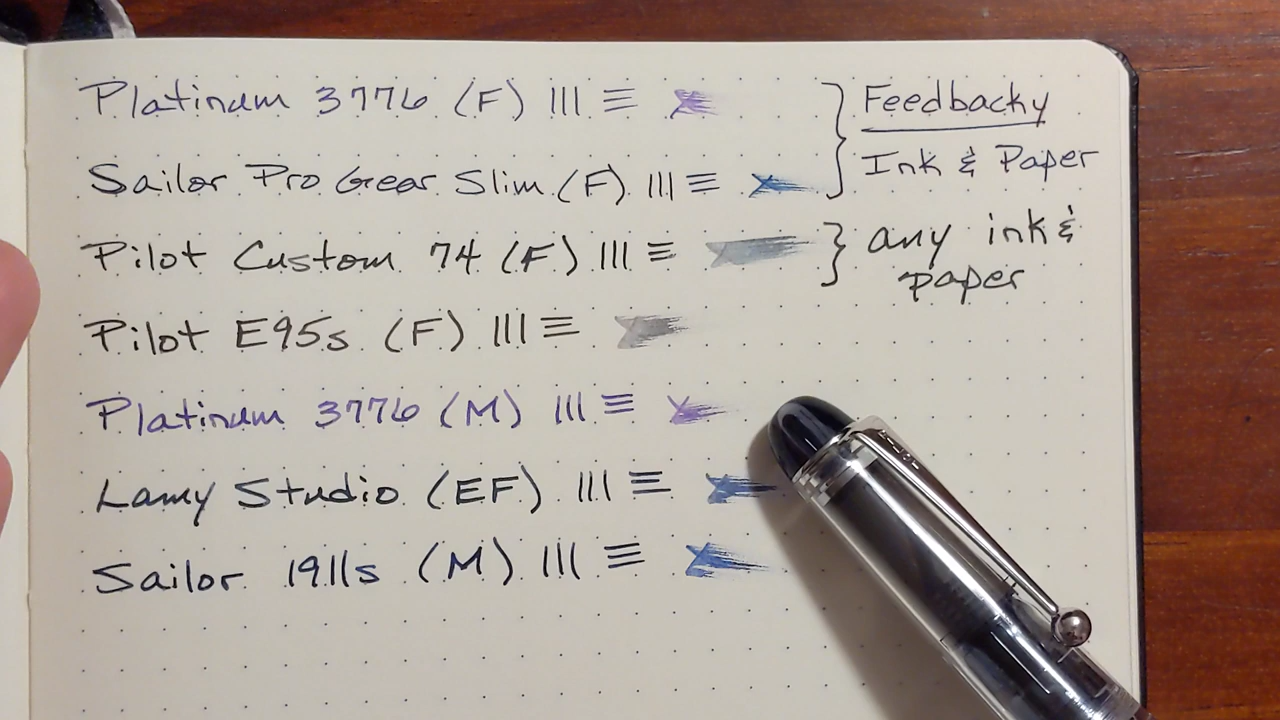 Platinum 3776 (F) ||| ≡
Sailor Pro Gear Slim (F) ||| ≡
Pilot Custom 74 (F) ||| ≡
Pilot E95s (F) ||| ≡
Platinum 3776 (M) ||| ≡
Lamy Studio (EF) ||| ≡
Sailor 1911s (M) ||| ≡
} Feedbacky
Ink & Paper
} any ink &
paper